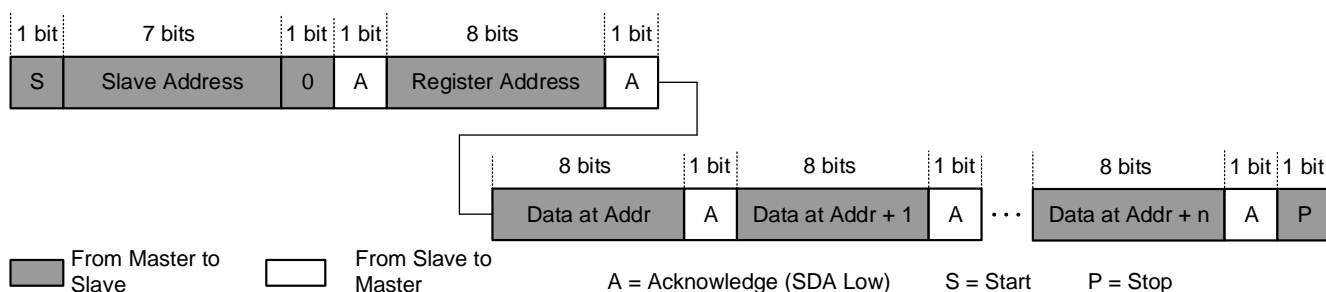 1 bit 7 bits 1 bit 1 bit 8 bits 1 bit
S Slave Address 0 A Register Address A
8 bits 1 bit 8 bits 1 bit 8 bits 1 bit 1 bit
Data at Addr A Data at Addr + 1 A ... Data at Addr + n A P
From Master to
Slave
From Slave to
Master
A = Acknowledge (SDA Low) S = Start P = Stop